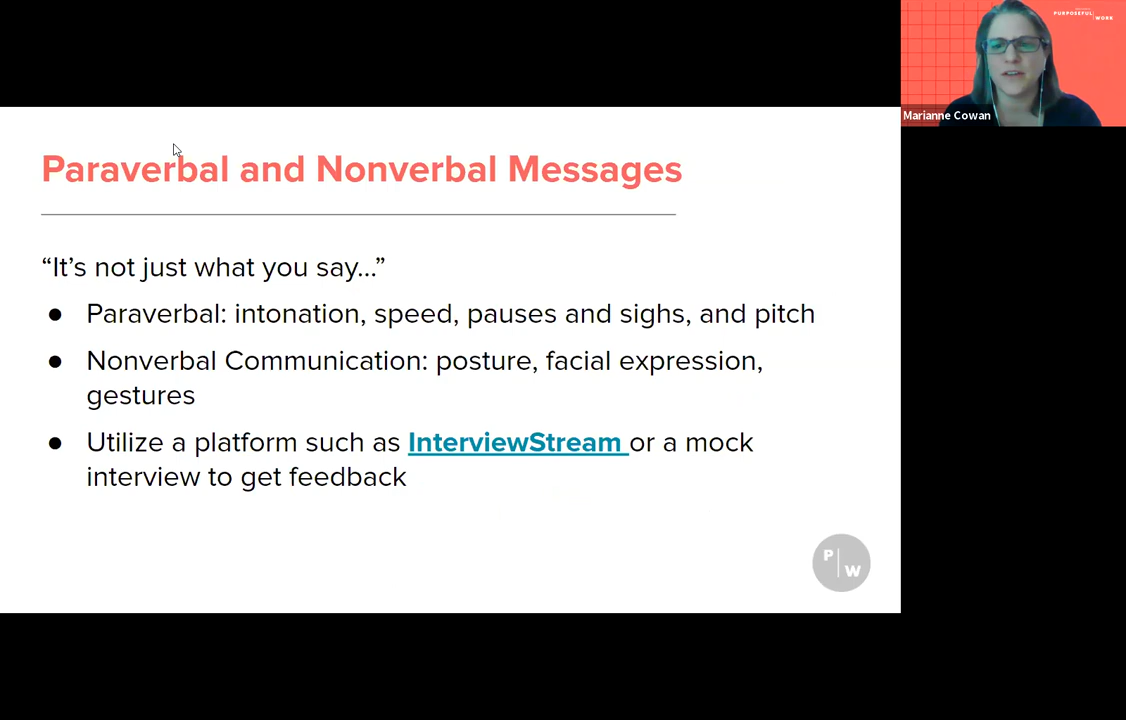 PURPOSEFUL WORK
Marianne Cowan
Paraverbal and Nonverbal Messages
“It’s not just what you say...”
● Paraverbal: intonation, speed, pauses and sighs, and pitch
● Nonverbal Communication: posture, facial expression,
gestures
● Utilize a platform such as InterviewStream or a mock
interview to get feedback
P W